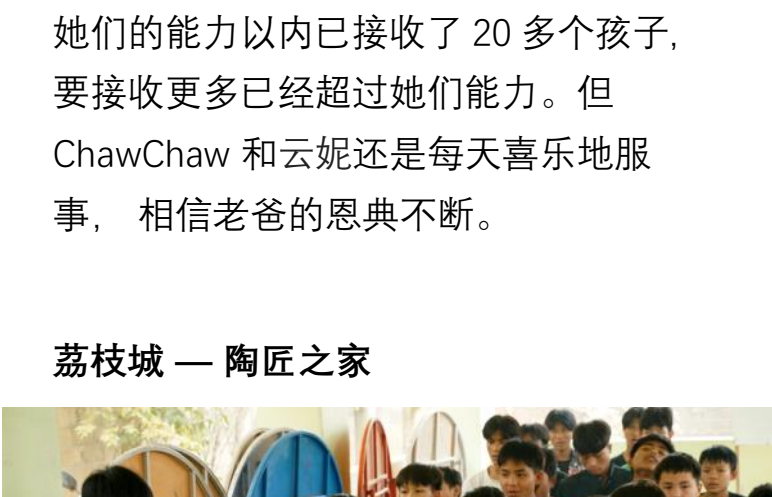 她们的能力以内已接收了 20 多个孩子,
要接收更多已经超过她们能力。但
ChawChaw 和云妮还是每天喜乐地服
事， 相信老爸的恩典不断。
荔枝城 — 陶匠之家